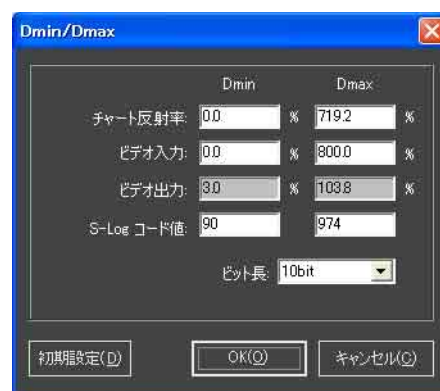 Dmin/Dmax
Dmin Dmax
チャート反射率: 0.0 % 719.2 %
ビデオ入力: 0.0 % 800.0 %
ビデオ出力: 3.0 % 103.8 %
S-Log コード値: 90 974
ビット長: 10bit
初期設定(D) OK(O) キャンセル(C)